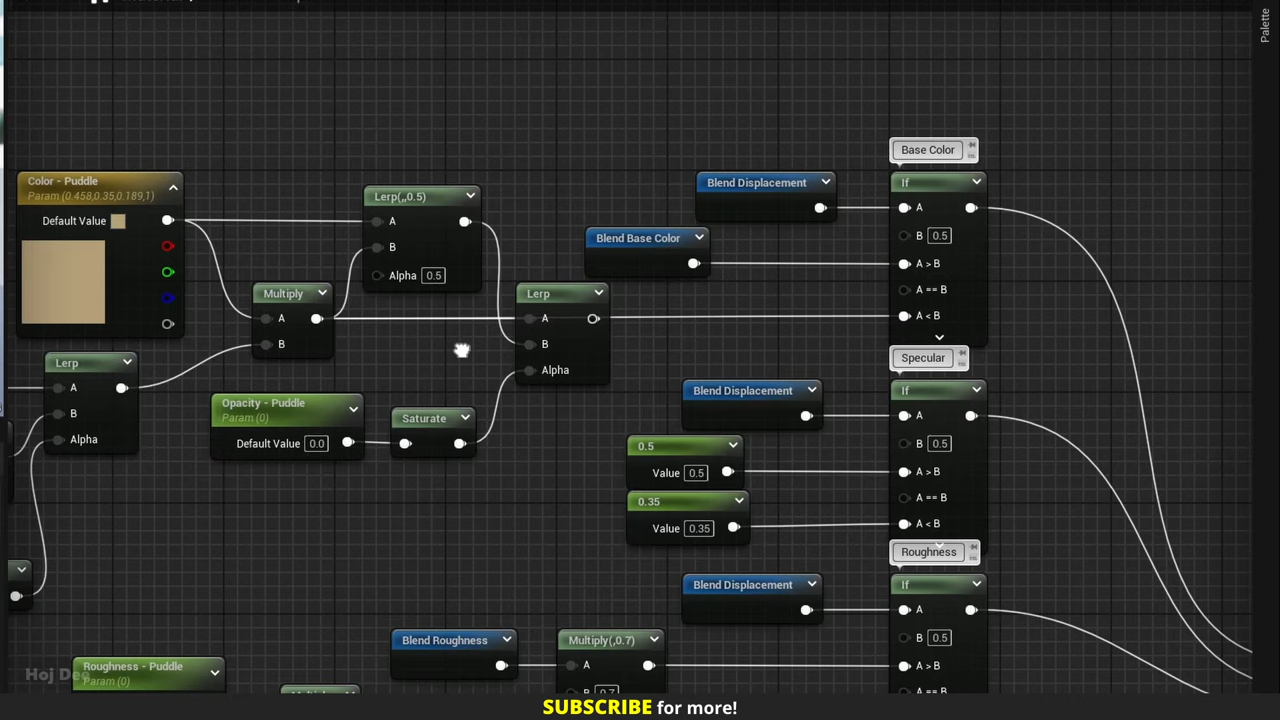 Palette
Base Color
Color - Puddle
Param (0.458,0.35,0.189,1)
Default Value
Lerp(,,0.5)
A
B
Alpha 0.5
Blend Displacement
Blend Base Color
If
A
B 0.5
A > B
A == B
A < B
Multiply
A
B
Lerp
A
B
Alpha
Lerp
A
B
Alpha
Opacity - Puddle
Param (0)
Default Value 0.0
Saturate
Specular
Blend Displacement
If
A
B 0.5
A > B
A == B
A < B
0.5
Value 0.5
0.35
Value 0.35
Roughness
Blend Displacement
If
A
B 0.5
A > B
A == B
Blend Roughness
Multiply(,0.7)
A
B 0.7
Roughness - Puddle
Param (0)
Hoj Dee
SUBSCRIBE for more!